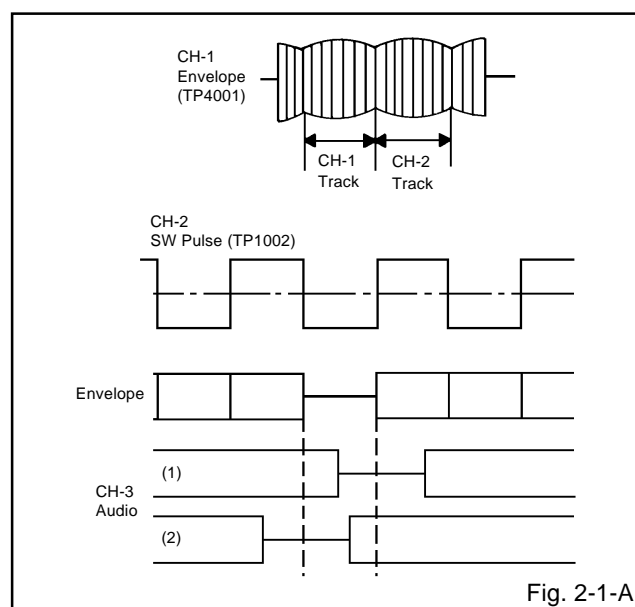 CH-1
Envelope
(TP4001)
CH-1
Track
CH-2
Track
CH-2
SW Pulse (TP1002)
Envelope
CH-3
Audio
(1)
(2)
Fig. 2-1-A